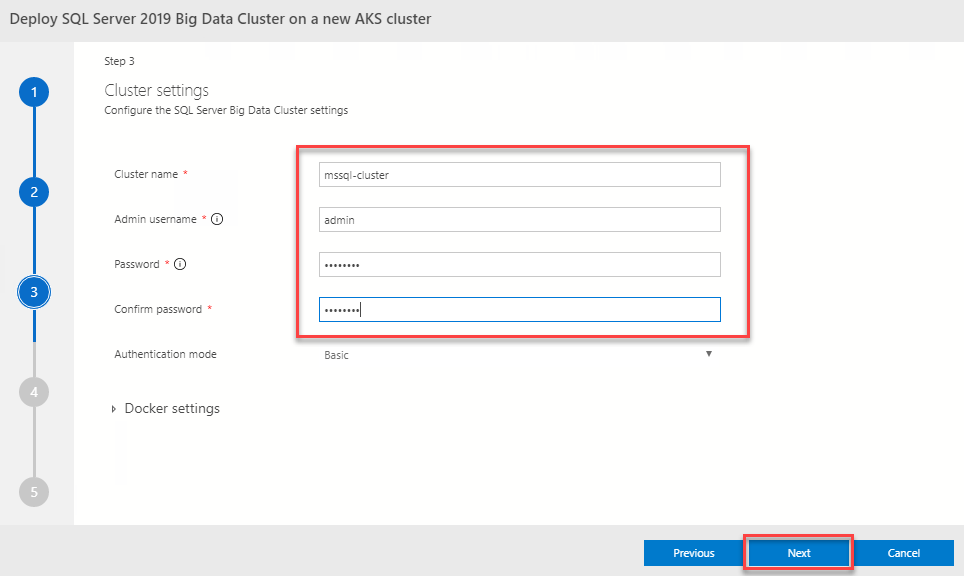 Deploy SQL Server 2019 Big Data Cluster on a new AKS cluster
Step 3
Cluster settings
Configure the SQL Server Big Data Cluster settings
1
2
3
4
5
Cluster name *
mssql-cluster
Admin username * i
admin
Password * i
••••••••
Confirm password *
••••••••
Authentication mode
Basic
Docker settings
Previous
Next
Cancel